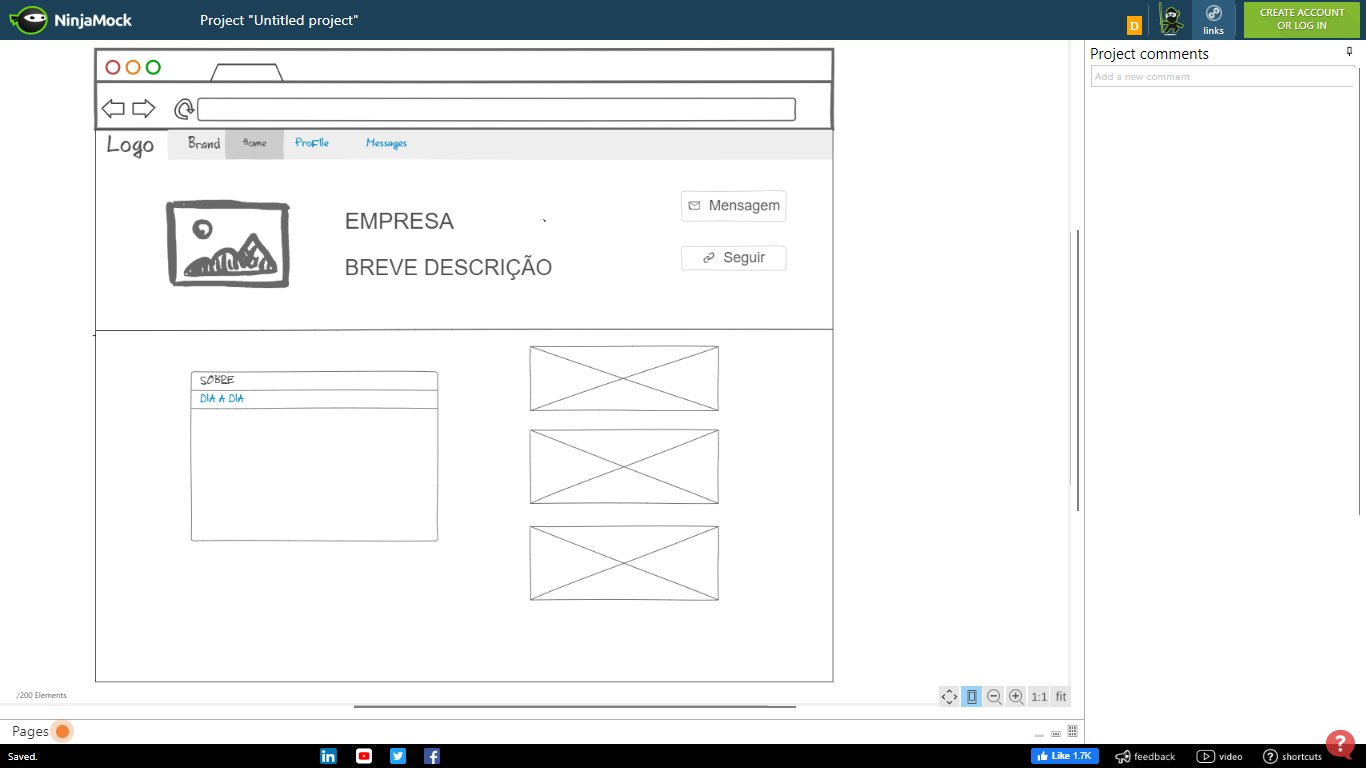 NinjaMock
Project "Untitled project"
D
links
CREATE ACCOUNT
OR LOG IN
Project comments
Add a new comment
Logo
Brand
Home
ProFIle
Messages
EMPRESA
BREVE DESCRIÇÃO
Mensagem
Seguir
SOBRE
DIA A DIA
/200 Elements
1:1
fit
Pages
Saved.
Like 1.7K
feedback
video
shortcuts